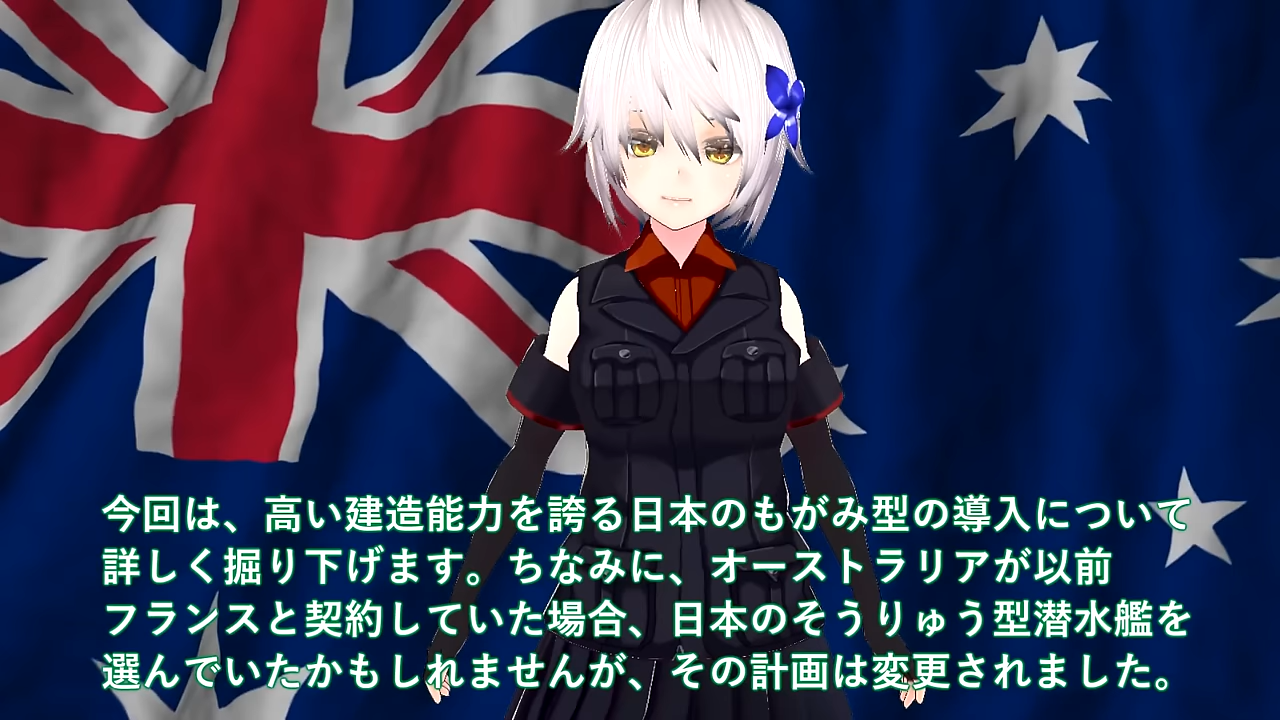 今回は、高い建造能力を誇る日本のもがみ型の導入について
詳しく掘り下げます。ちなみに、オーストラリアが以前
フランスと契約していた場合、日本のそうりゅう型潜水艦を
選んでいたかもしれませんが、その計画は変更されました。